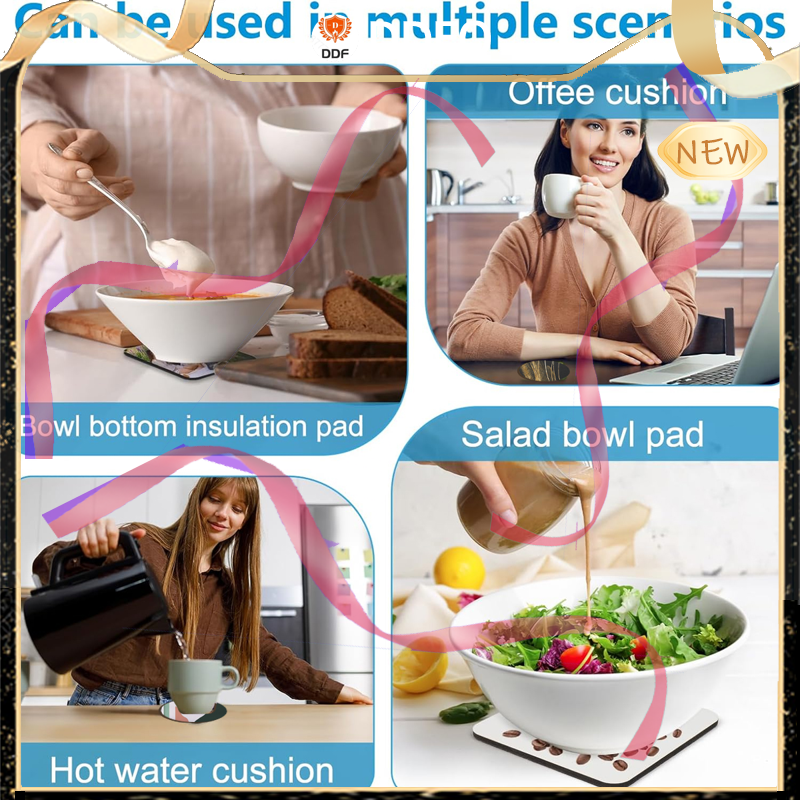 Can be used in multiple scenarios
DDF
Offee cushion
NEW
Bowl bottom insulation pad
Salad bowl pad
Hot water cushion